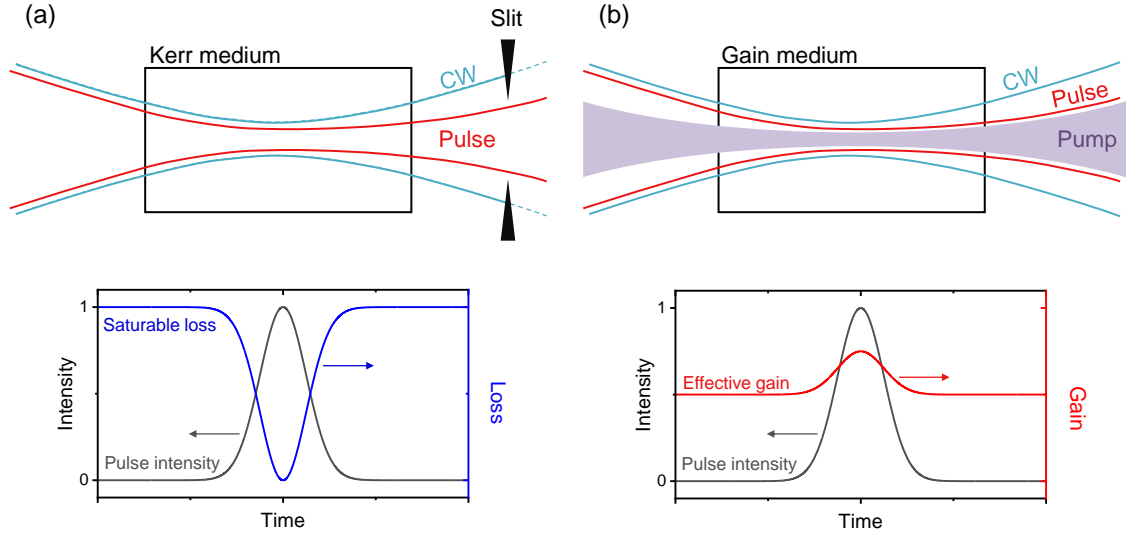 (a)
Slit
Kerr medium
CW
Pulse
(b)
Gain medium
CW
Pulse
Pump
1
Saturable loss
Intensity
Loss
Pulse intensity
0
Time
1
Effective gain
Intensity
Gain
Pulse intensity
0
Time